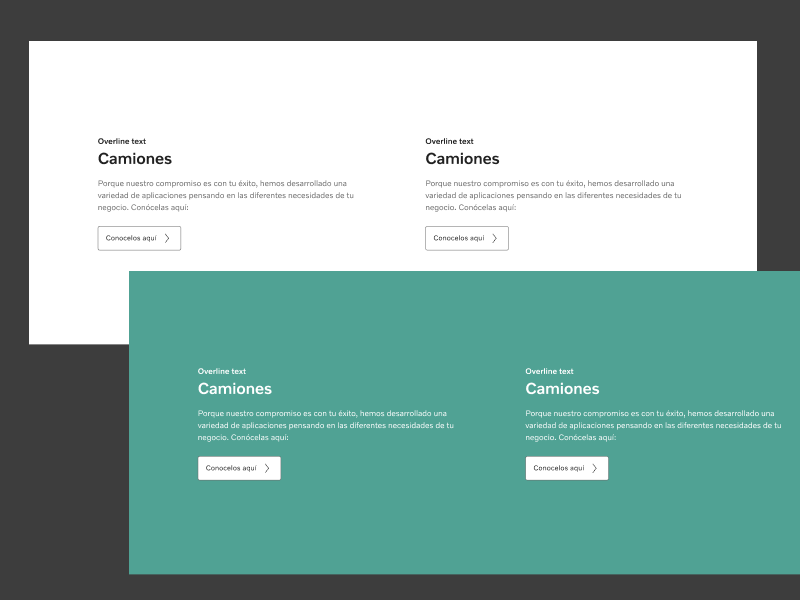 Overline text
Camiones
Porque nuestro compromiso es con tu éxito, hemos desarrollado una
variedad de aplicaciones pensando en las diferentes necesidades de tu
negocio. Conócelas aquí:
Conocelos aquí
Overline text
Camiones
Porque nuestro compromiso es con tu éxito, hemos desarrollado una
variedad de aplicaciones pensando en las diferentes necesidades de tu
negocio. Conócelas aquí:
Conocelos aquí
Overline text
Camiones
Porque nuestro compromiso es con tu éxito, hemos desarrollado una
variedad de aplicaciones pensando en las diferentes necesidades de tu
negocio. Conócelas aquí:
Conocelos aquí
Overline text
Camiones
Porque nuestro compromiso es con tu éxito, hemos desarrollado una
variedad de aplicaciones pensando en las diferentes necesidades de tu
negocio. Conócelas aquí:
Conocelos aquí